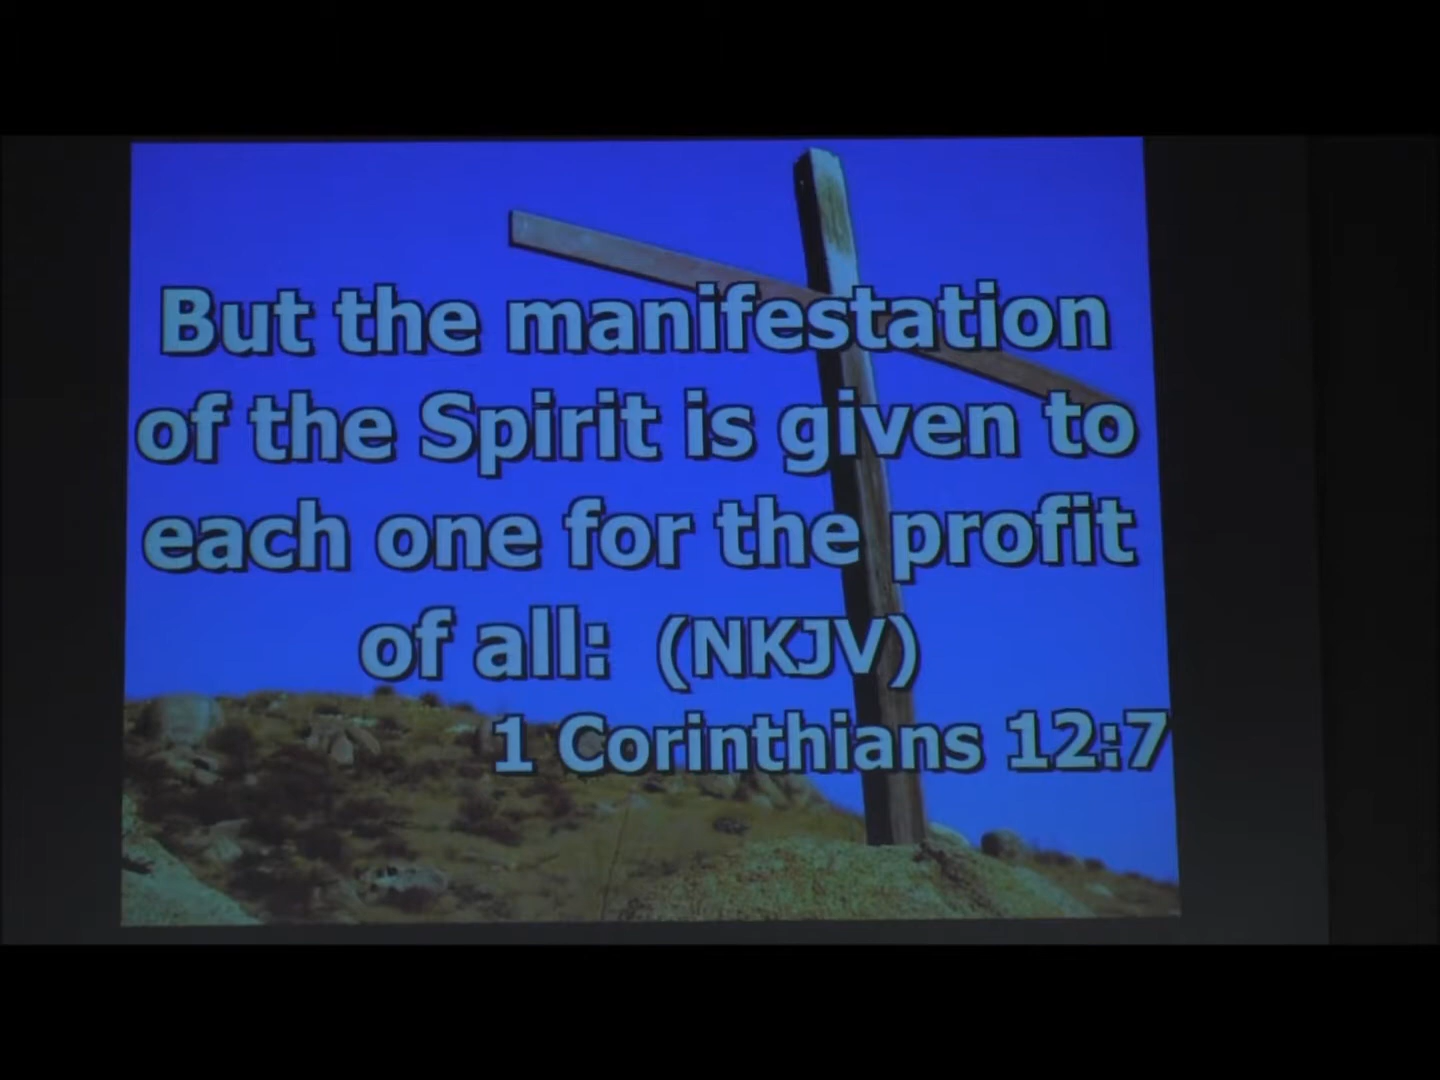 But the manifestation
of the Spirit is given to
each one for the profit
of all: (NKJV)
1 Corinthians 12:7